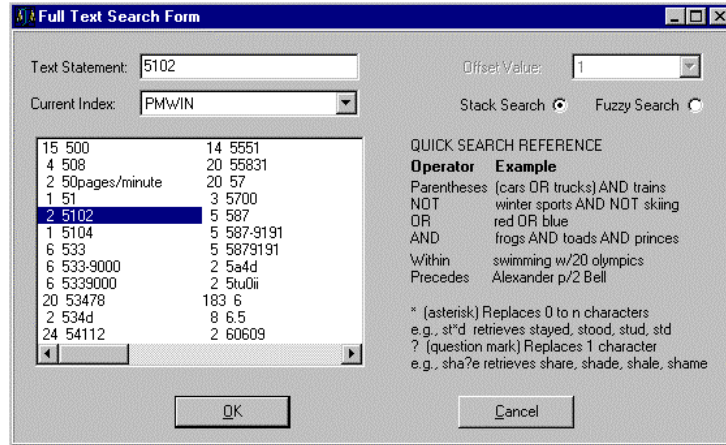 Full Text Search Form
Text Statement: 5102
Offset Value: 1
Current Index: PMWIN
Stack Search Fuzzy Search
15 500 14 5551
4 508 20 55831
2 50pages/minute 20 57
1 51 3 5700
2 5102 5 587
1 5104 5 587-9191
6 533 5 5879191
6 533-9000 2 5a4d
6 5339000 2 5tu0ii
20 53478 183 6
2 534d 8 6.5
24 54112 2 60609
QUICK SEARCH REFERENCE
Operator Example
Parentheses (cars OR trucks) AND trains
NOT winter sports AND NOT skiing
OR red OR blue
AND frogs AND toads AND princes
Within swimming w/20 olympics
Precedes Alexander p/2 Bell
* (asterisk) Replaces 0 to n characters
e.g., st*d retrieves stayed, stood, stud, std
? (question mark) Replaces 1 character
e.g., sha?e retrieves share, shade, shale, shame
OK
Cancel